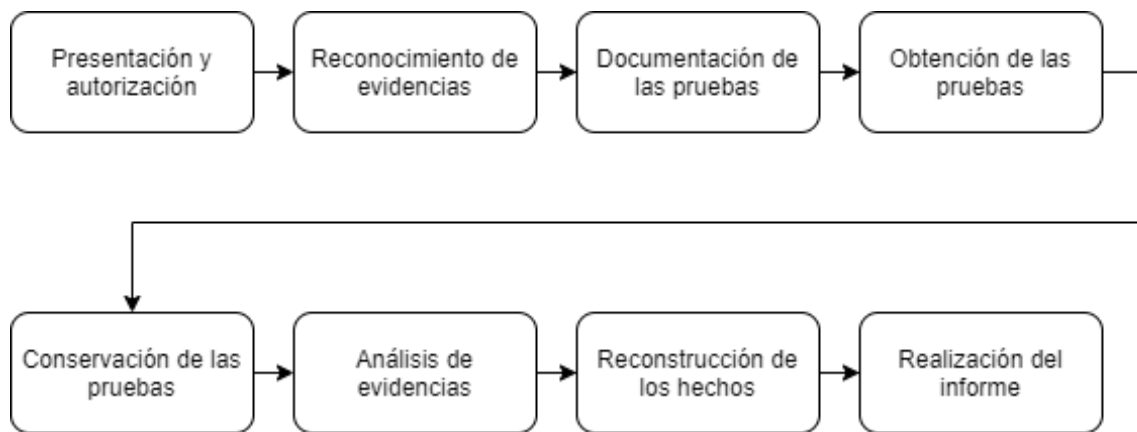 Presentación y
autorización
Reconocimiento de
evidencias
Documentación de
las pruebas
Obtención de las
pruebas
Conservación de las
pruebas
Análisis de
evidencias
Reconstrucción de
los hechos
Realización del
informe